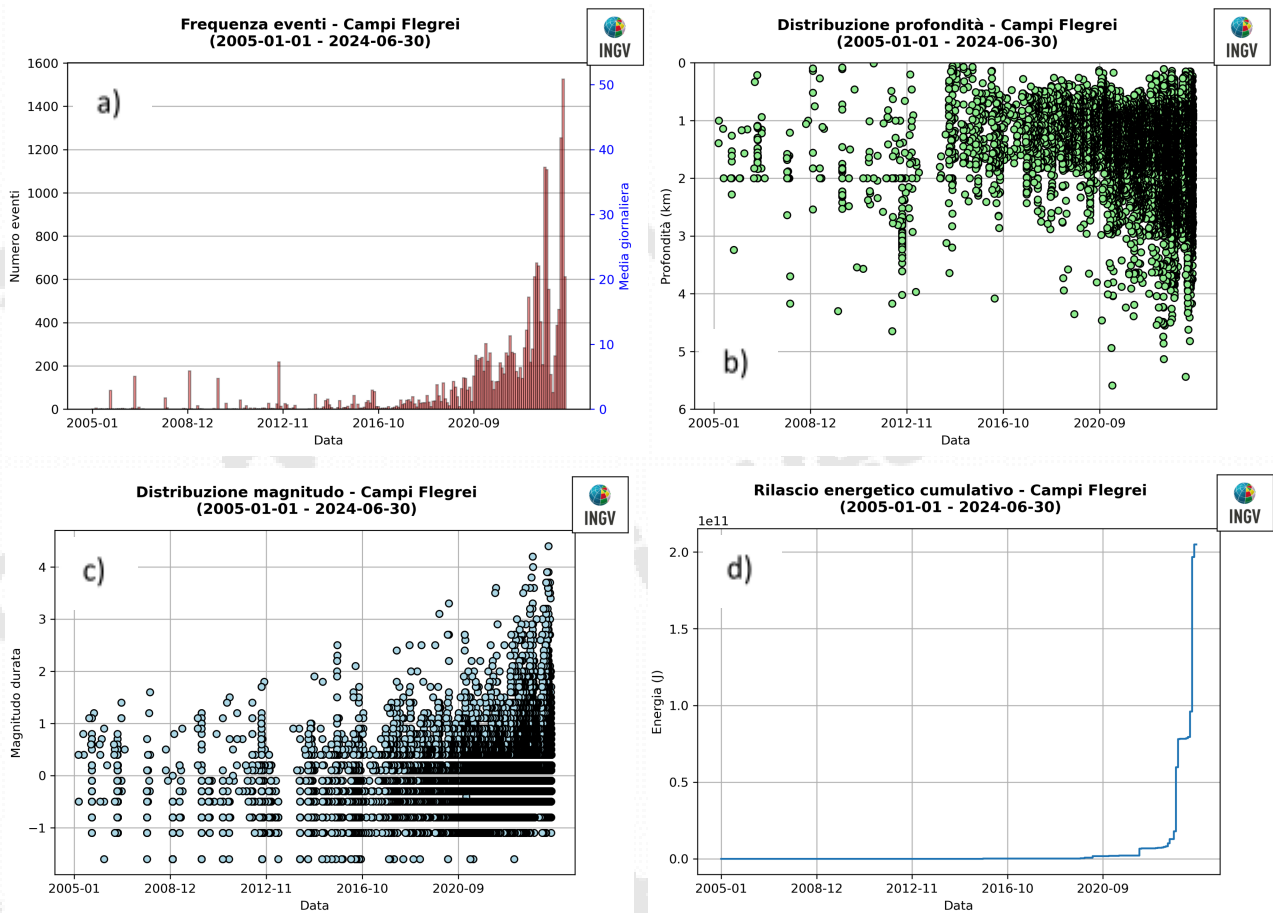 Frequenza eventi - Campi Flegrei
(2005-01-01 - 2024-06-30)
INGV
a)
1600
1400
1200
1000
800
600
400
200
0
Numero eventi
50
40
30
20
10
0
Media giornaliera
2005-01 2008-12 2012-11 2016-10 2020-09
Data
Distribuzione profondità - Campi Flegrei
(2005-01-01 - 2024-06-30)
INGV
b)
0
1
2
3
4
5
6
Profondità (km)
2005-01 2008-12 2012-11 2016-10 2020-09
Data
Distribuzione magnitudo - Campi Flegrei
(2005-01-01 - 2024-06-30)
INGV
c)
4
3
2
1
0
−1
Magnitudo durata
2005-01 2008-12 2012-11 2016-10 2020-09
Data
Rilascio energetico cumulativo - Campi Flegrei
(2005-01-01 - 2024-06-30)
INGV
1e11
d)
2.0
1.5
1.0
0.5
0.0
Energia (J)
2005-01 2008-12 2012-11 2016-10 2020-09
Data